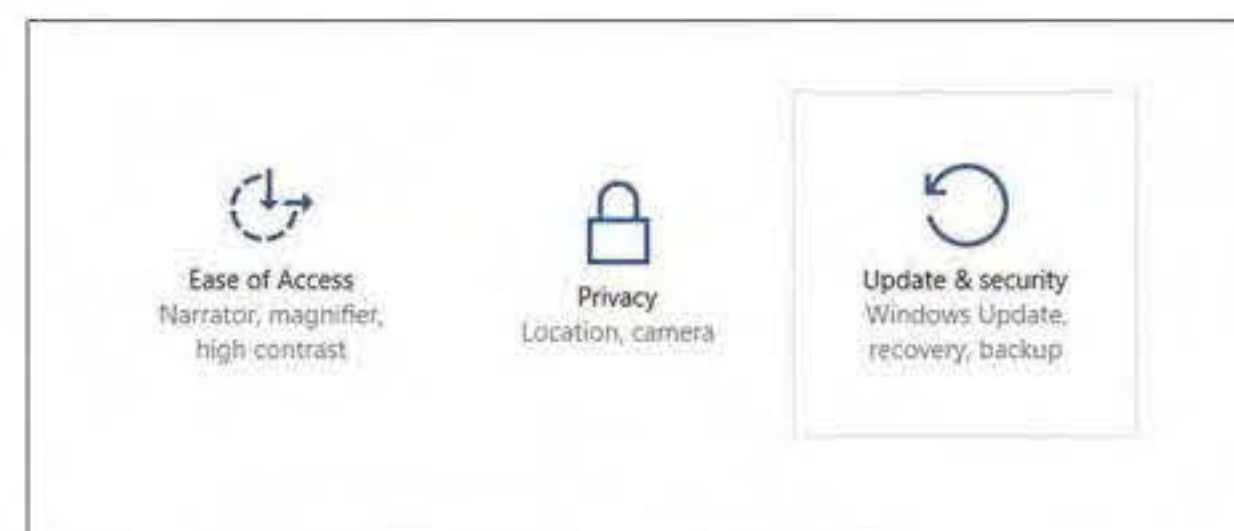 Ease of Access
Narrator, magnifier,
high contrast
Privacy
Location, camera
Update & security
Windows Update,
recovery, backup